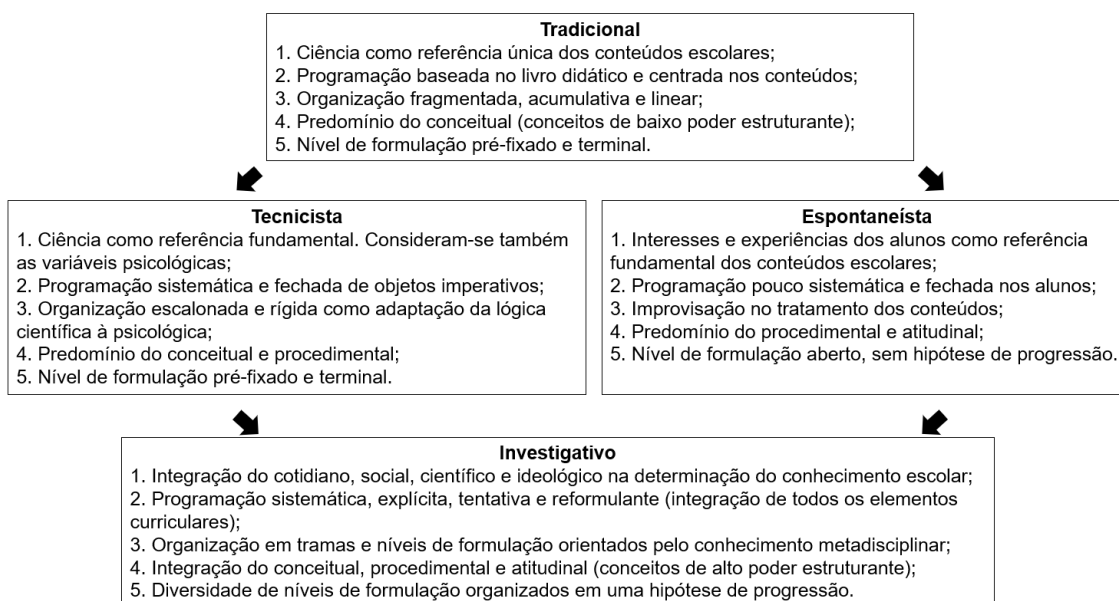 Tradicional
1. Ciência como referência única dos conteúdos escolares;
2. Programação baseada no livro didático e centrada nos conteúdos;
3. Organização fragmentada, acumulativa e linear;
4. Predomínio do conceitual (conceitos de baixo poder estruturante);
5. Nível de formulação pré-fixado e terminal.
Tecnicista
1. Ciência como referência fundamental. Consideram-se também
as variáveis psicológicas;
2. Programação sistemática e fechada de objetos imperativos;
3. Organização escalonada e rígida como adaptação da lógica
científica à psicológica;
4. Predomínio do conceitual e procedimental;
5. Nível de formulação pré-fixado e terminal.
Espontaneísta
1. Interesses e experiências dos alunos como referência
fundamental dos conteúdos escolares;
2. Programação pouco sistemática e fechada nos alunos;
3. Improvisação no tratamento dos conteúdos;
4. Predomínio do procedimental e atitudinal;
5. Nível de formulação aberto, sem hipótese de progressão.
Investigativo
1. Integração do cotidiano, social, científico e ideológico na determinação do conhecimento escolar;
2. Programação sistemática, explícita, tentativa e reformulante (integração de todos os elementos
curriculares);
3. Organização em tramas e níveis de formulação orientados pelo conhecimento metadisciplinar;
4. Integração do conceitual, procedimental e atitudinal (conceitos de alto poder estruturante);
5. Diversidade de níveis de formulação organizados em uma hipótese de progressão.